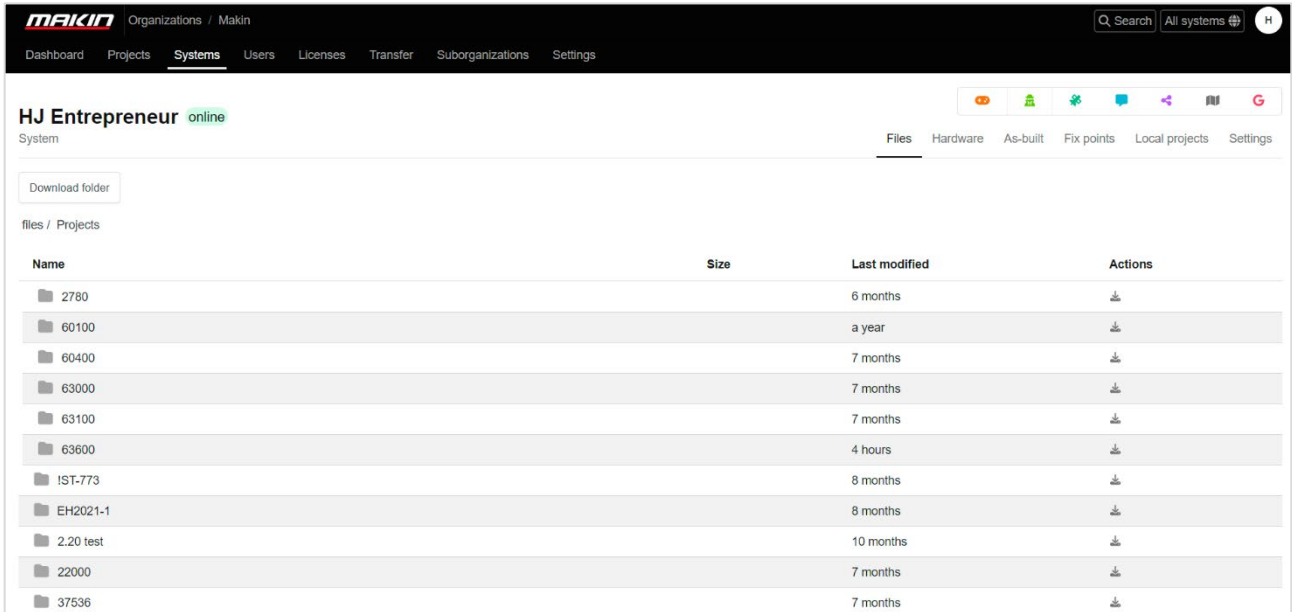 MAKIN Organizations / Makin Search All systems H
Dashboard Projects Systems Users Licenses Transfer Suborganizations Settings
HJ Entrepreneur online
System
Files Hardware As-built Fix points Local projects Settings
Download folder
files / Projects
Name Size Last modified Actions
2780 6 months
60100 a year
60400 7 months
63000 7 months
63100 7 months
63600 4 hours
!ST-773 8 months
EH2021-1 8 months
2.20 test 10 months
22000 7 months
37536 7 months